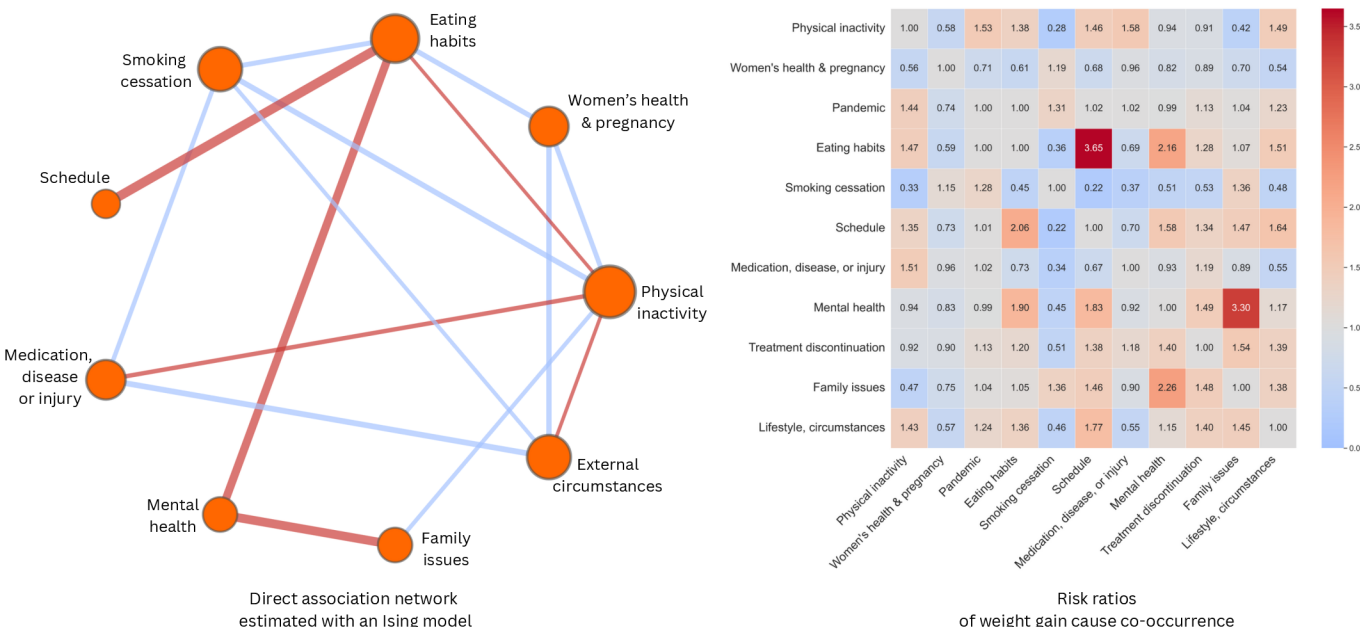 Eating
habits
Smoking
cessation
Women's health
& pregnancy
Schedule
Physical
inactivity
Medication,
disease
or injury
External
circumstances
Mental
health
Family
issues
Direct association network
estimated with an Ising model
Physical inactivity 1.00 0.58 1.53 1.38 0.28 1.46 1.58 0.94 0.91 0.42 1.49
Women's health & pregnancy 0.56 1.00 0.71 0.61 1.19 0.68 0.96 0.82 0.89 0.70 0.54
Pandemic 1.44 0.74 1.00 1.00 1.31 1.02 1.02 0.99 1.13 1.04 1.23
Eating habits 1.47 0.59 1.00 1.00 0.36 3.65 0.69 2.16 1.28 1.07 1.51
Smoking cessation 0.33 1.15 1.28 0.45 1.00 0.22 0.37 0.51 0.53 1.36 0.48
Schedule 1.35 0.73 1.01 2.06 0.22 1.00 0.70 1.58 1.34 1.47 1.64
Medication, disease, or injury 1.51 0.96 1.02 0.73 0.34 0.67 1.00 0.93 1.19 0.89 0.55
Mental health 0.94 0.83 0.99 1.90 0.45 1.83 0.92 1.00 1.49 3.30 1.17
Treatment discontinuation 0.92 0.90 1.13 1.20 0.51 1.38 1.18 1.40 1.00 1.54 1.39
Family issues 0.47 0.75 1.04 1.05 1.36 1.46 0.90 2.26 1.48 1.00 1.38
Lifestyle, circumstances 1.43 0.57 1.24 1.36 0.46 1.77 0.55 1.15 1.40 1.45 1.00
Physical inactivity
Women's health & pregnancy
Pandemic
Eating habits
Smoking cessation
Schedule
Medication, disease, or injury
Mental health
Treatment discontinuation
Family issues
Lifestyle, circumstances
3.5
3.0
2.5
2.0
1.5
1.0
0.5
0.0
Risk ratios
of weight gain cause co-occurrence